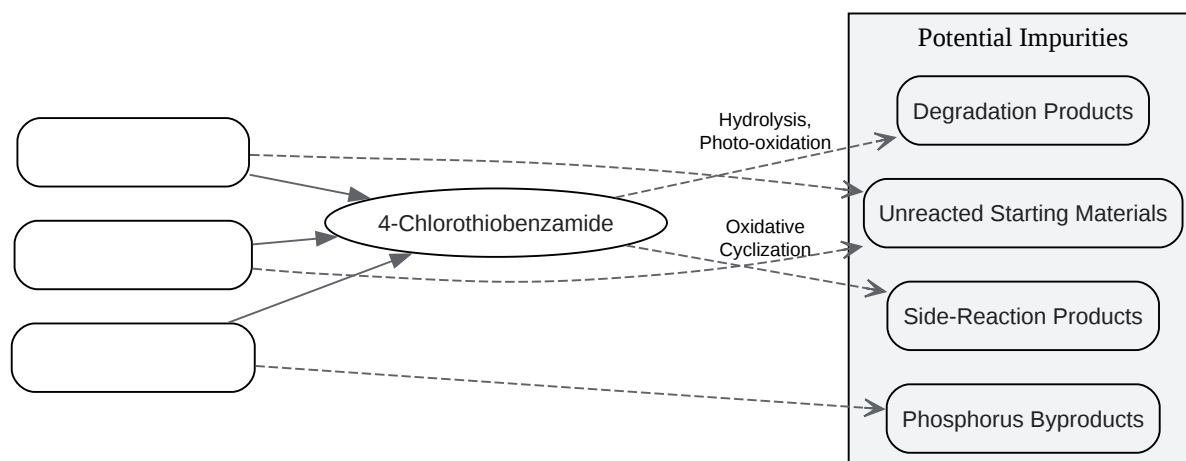 Potential Impurities
Degradation Products
Hydrolysis,
Photo-oxidation
Unreacted Starting Materials
4-Chlorothiobenzamide
Oxidative
Cyclization
Side-Reaction Products
Phosphorus Byproducts